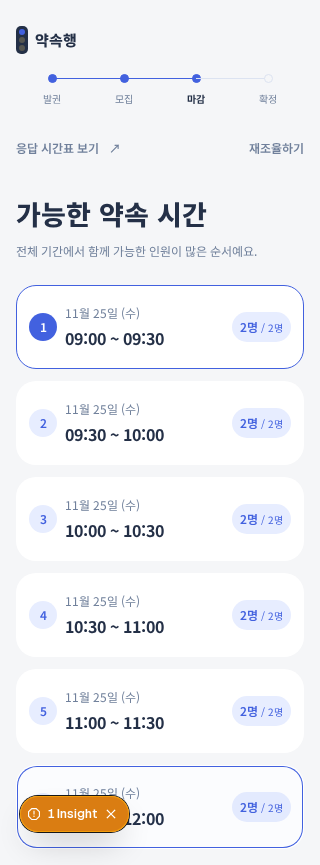 약속행
발권
모집
마감
확정
응답 시간표 보기 ↗
재조율하기
가능한 약속 시간
전체 기간에서 함께 가능한 인원이 많은 순서예요.
1
11월 25일 (수)
09:00 ~ 09:30
2명 / 2명
2
11월 25일 (수)
09:30 ~ 10:00
2명 / 2명
3
11월 25일 (수)
10:00 ~ 10:30
2명 / 2명
4
11월 25일 (수)
10:30 ~ 11:00
2명 / 2명
5
11월 25일 (수)
11:00 ~ 11:30
2명 / 2명
11월 25일 (수)
12:00
2명 / 2명
1 Insight